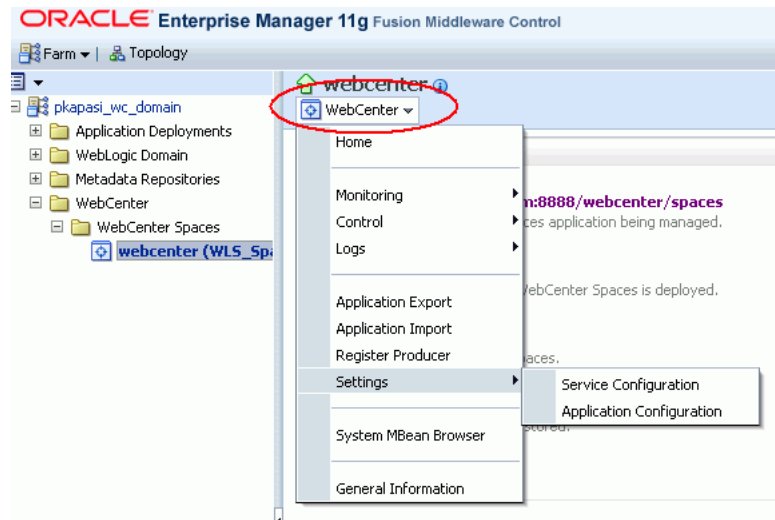 ORACLE Enterprise Manager 11g Fusion Middleware Control
Farm Topology
pkapasi_wc_domain
Application Deployments
WebLogic Domain
Metadata Repositories
WebCenter
WebCenter Spaces
webcenter (WLS_Spa
webcenter
WebCenter
Home
Monitoring
Control
Logs
Application Export
Application Import
Register Producer
Settings
System MBean Browser
General Information
Service Configuration
Application Configuration
m:8888/webcenter/spaces
ces application being managed.
WebCenter Spaces is deployed.
aces.
stored.